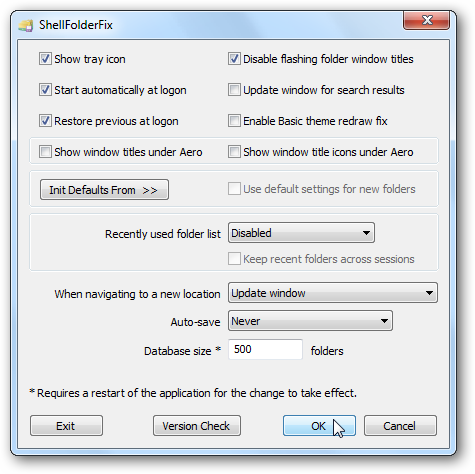 ShellFolderFix
Show tray icon
Disable flashing folder window titles
Start automatically at logon
Update window for search results
Restore previous at logon
Enable Basic theme redraw fix
Show window titles under Aero
Show window title icons under Aero
Init Defaults From >>
Use default settings for new folders
Recently used folder list Disabled
Keep recent folders across sessions
When navigating to a new location Update window
Auto-save Never
Database size * 500 folders
* Requires a restart of the application for the change to take effect.
Exit Version Check OK Cancel